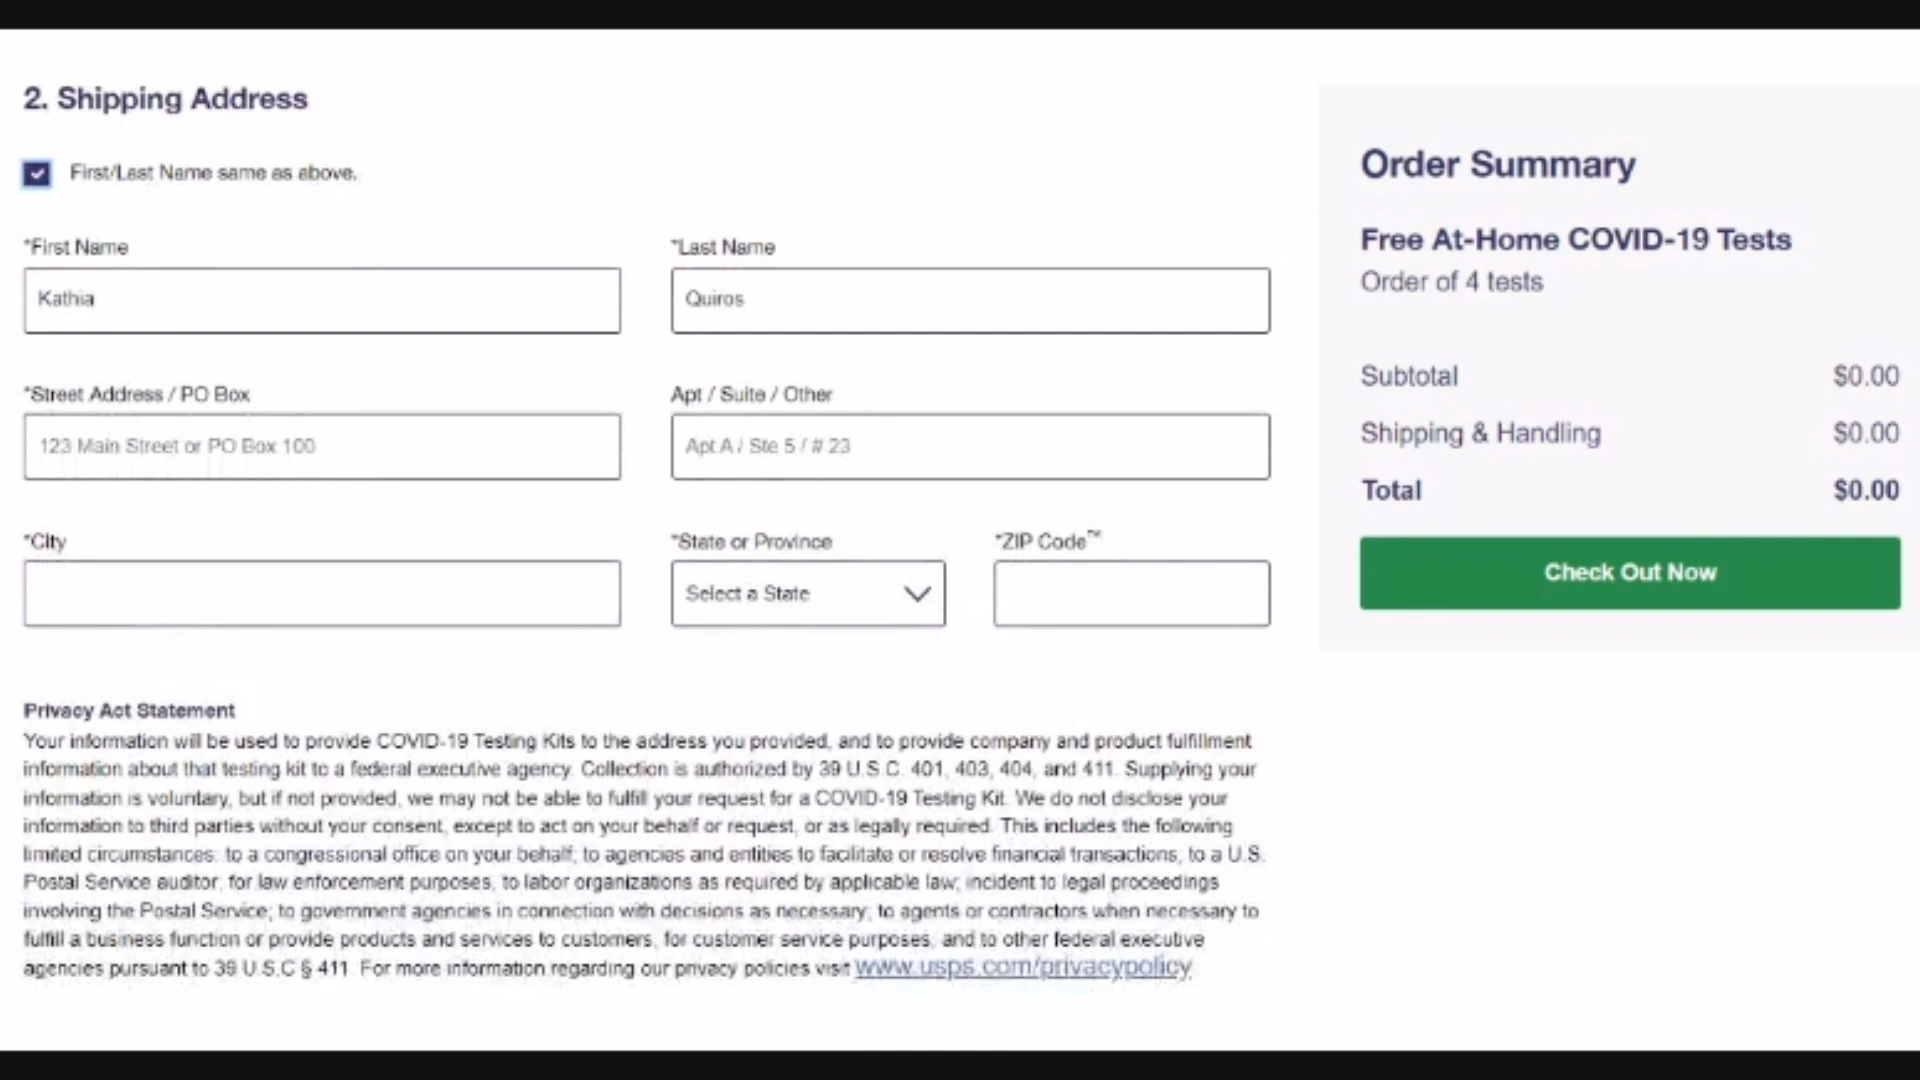 2. Shipping Address
First/Last Name same as above.
*First Name
*Last Name
Kathia
Quiros
*Street Address / PO Box
Apt / Suite / Other
123 Main Street or PO Box 100
Apt A / Ste 5 / # 23
*City
*State or Province
*ZIP Code™
Select a State
Order Summary
Free At-Home COVID-19 Tests
Order of 4 tests
Subtotal $0.00
Shipping & Handling $0.00
Total $0.00
Check Out Now
Privacy Act Statement
Your information will be used to provide COVID-19 Testing Kits to the address you provided, and to provide company and product fulfillment
information about that testing kit to a federal executive agency. Collection is authorized by 39 U.S.C. 401, 403, 404, and 411. Supplying your
information is voluntary, but if not provided, we may not be able to fulfill your request for a COVID-19 Testing Kit. We do not disclose your
information to third parties without your consent, except to act on your behalf or request, or as legally required. This includes the following
limited circumstances: to a congressional office on your behalf; to agencies and entities to facilitate or resolve financial transactions; to a U.S.
Postal Service auditor; for law enforcement purposes, to labor organizations as required by applicable law; incident to legal proceedings
involving the Postal Service; to government agencies in connection with decisions as necessary; to agents or contractors when necessary to
fulfill a business function or provide products and services to customers; for customer service purposes; and to other federal executive
agencies pursuant to 39 U.S.C § 411. For more information regarding our privacy policies visit www.usps.com/privacypolicy.